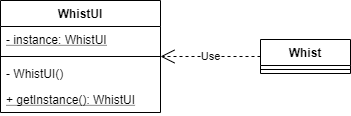 WhistUI
- instance: WhistUI
- WhistUI()
+ getInstance(): WhistUI
Use
Whist